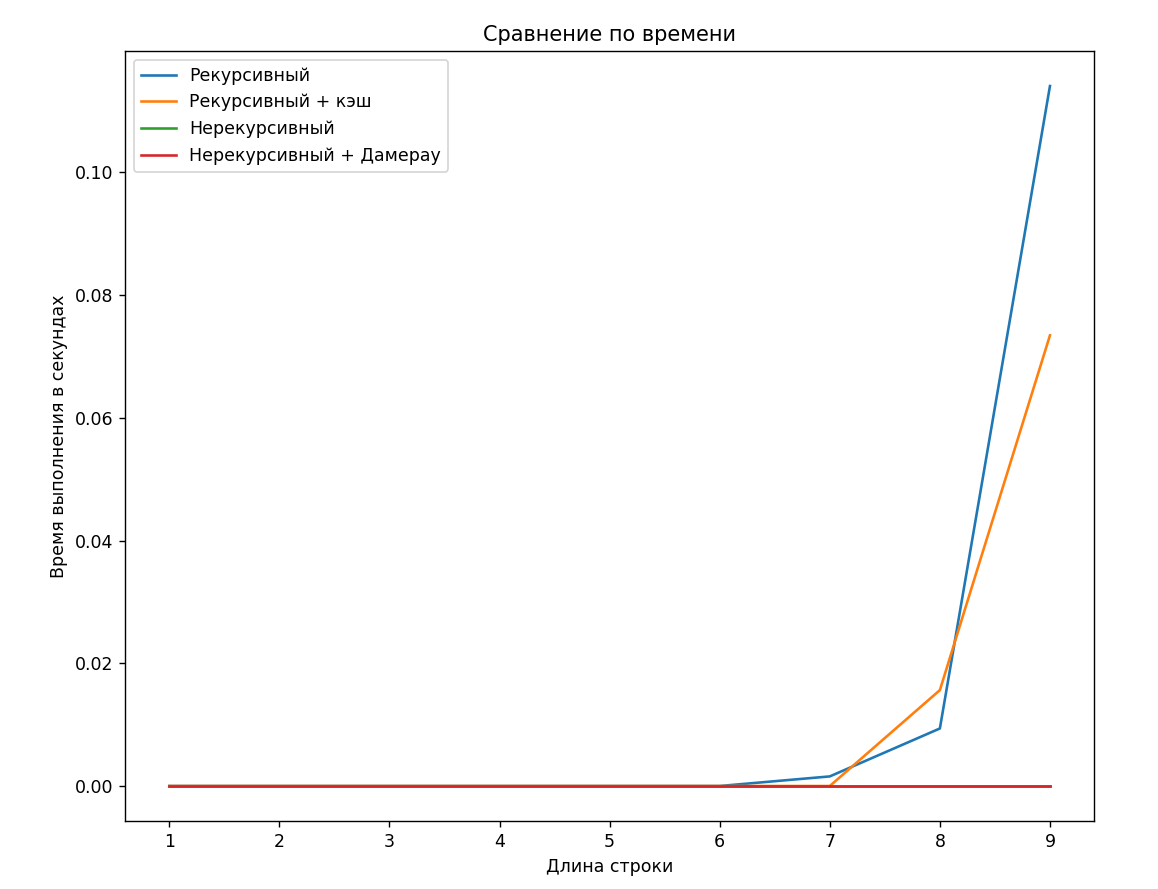 Сравнение по времени
Рекурсивный
Рекурсивный + кэш
Нерекурсивный
Нерекурсивный + Дамерау
0.10
0.08
0.06
0.04
0.02
0.00
Время выполнения в секундах
1 2 3 4 5 6 7 8 9
Длина строки